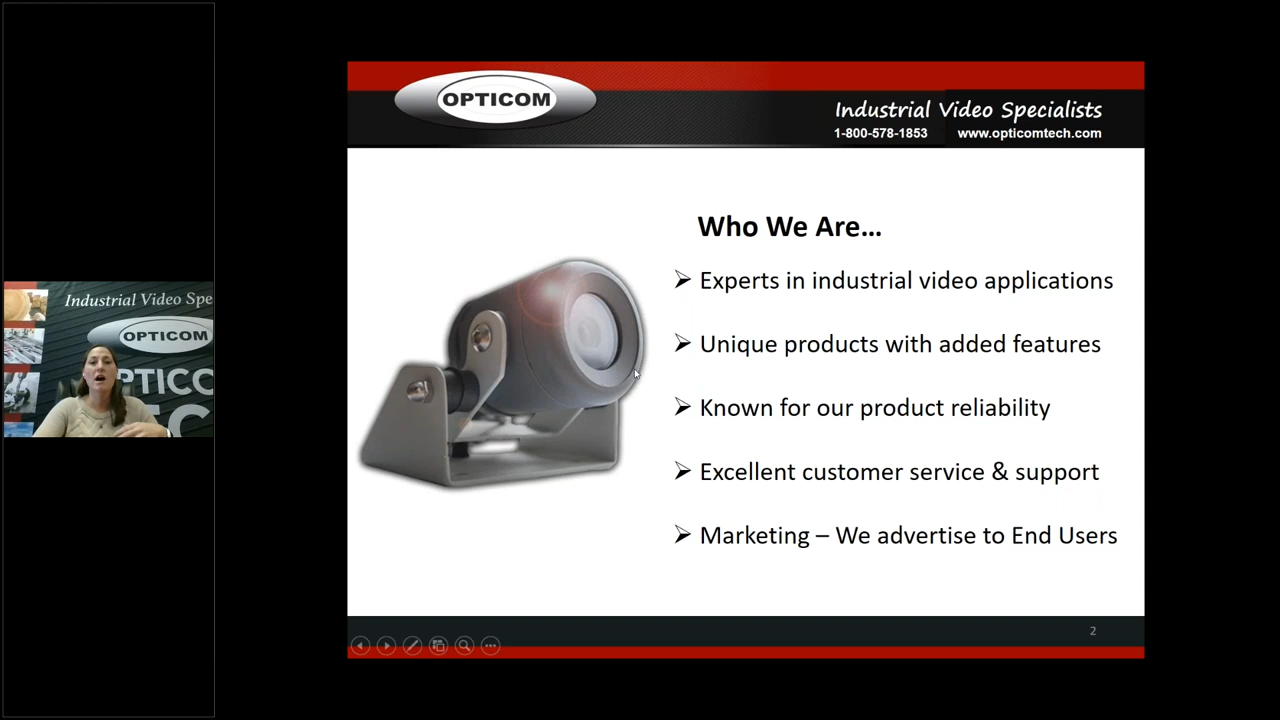 OPTICOM
Industrial Video Specialists
1-800-578-1853 www.opticomtech.com
Who We Are...
➢ Experts in industrial video applications
➢ Unique products with added features
➢ Known for our product reliability
➢ Excellent customer service & support
➢ Marketing – We advertise to End Users
2
Industrial Video Spe
OPTICOM
PTICO
TEC